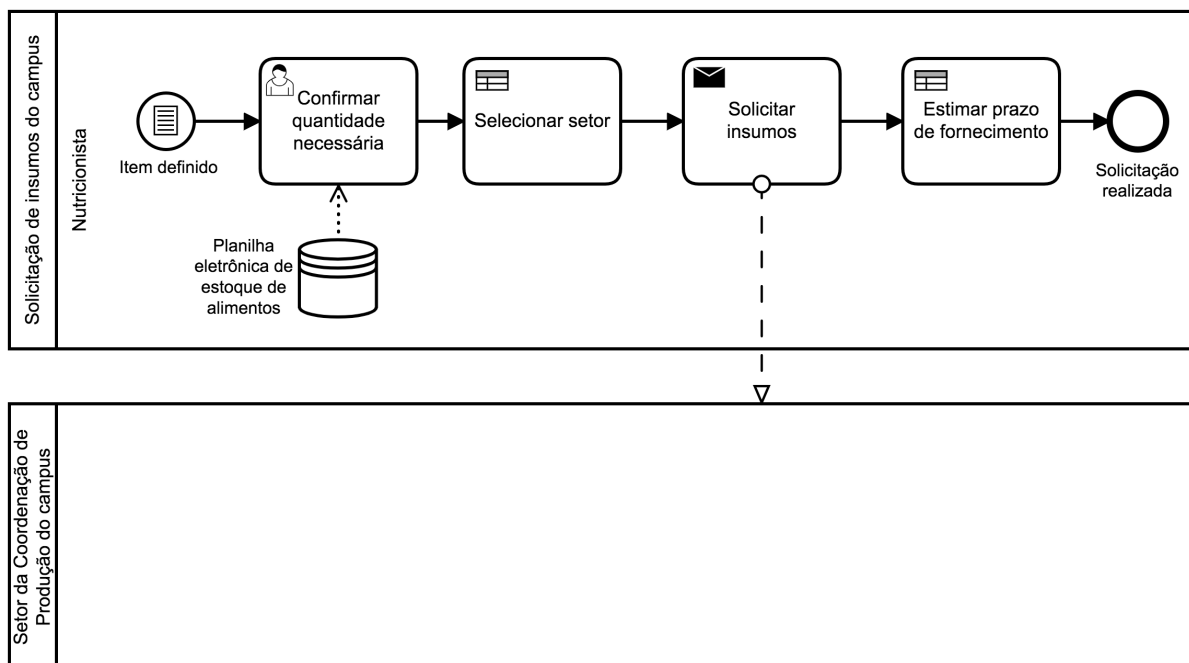 Solicitação de insumos do campus
Nutricionista
Item definido
Confirmar
quantidade
necessária
Selecionar setor
Solicitar
insumos
Estimar prazo
de fornecimento
Solicitação
realizada
Planilha
eletrônica de
estoque de
alimentos
Setor da Coordenação de
Produção do campus